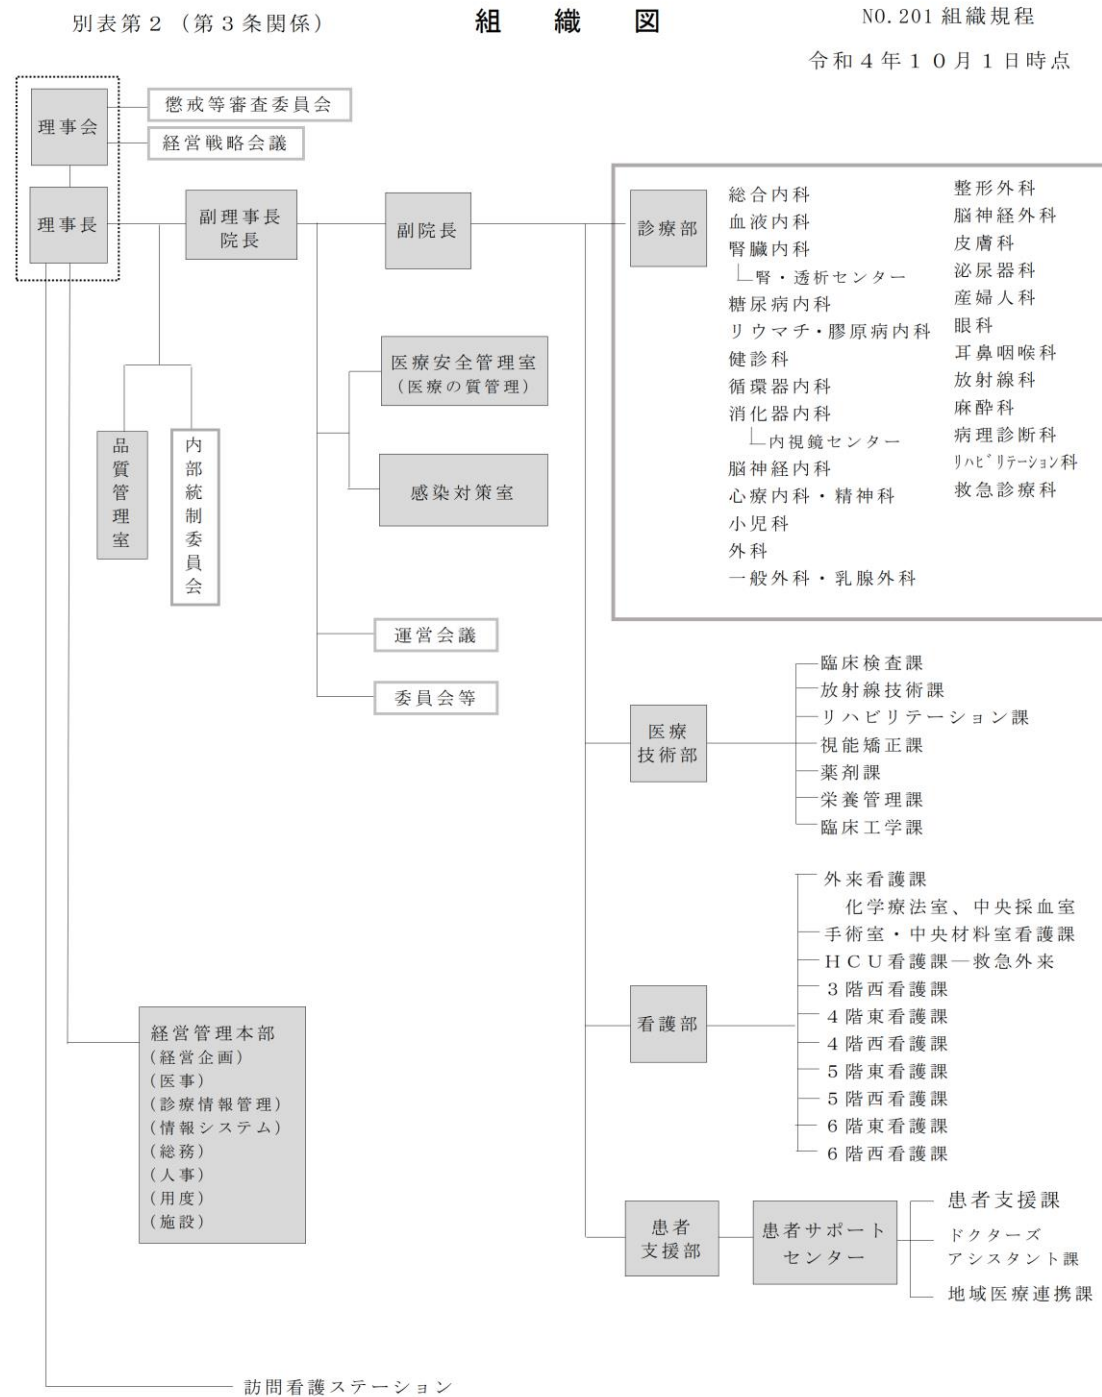 別表第２（第３条関係）
組織図
NO.201 組織規程
令和４年１０月１日時点
理事会
懲戒等審査委員会
経営戦略会議
理事長
副理事長
院長
副院長
医療安全管理室
（医療の質管理）
感染対策室
品質管理室
内部統制委員会
運営会議
委員会等
診療部
総合内科
血液内科
腎臓内科
腎・透析センター
糖尿病内科
リウマチ・膠原病内科
健診科
循環器内科
消化器内科
内視鏡センター
脳神経内科
心療内科・精神科
小児科
外科
一般外科・乳腺外科
整形外科
脳神経外科
皮膚科
泌尿器科
産婦人科
眼科
耳鼻咽喉科
放射線科
麻酔科
病理診断科
ﾘﾊﾋﾞﾘﾃｰｼｮﾝ科
救急診療科
医療
技術部
臨床検査課
放射線技術課
リハビリテーション課
視能矯正課
薬剤課
栄養管理課
臨床工学課
看護部
外来看護課
化学療法室、中央採血室
手術室・中央材料室看護課
ＨＣＵ看護課―救急外来
３階西看護課
４階東看護課
４階西看護課
５階東看護課
５階西看護課
６階東看護課
６階西看護課
経営管理本部
（経営企画）
（医事）
（診療情報管理）
（情報システム）
（総務）
（人事）
（用度）
（施設）
患者
支援部
患者サポート
センター
患者支援課
ドクターズ
アシスタント課
地域医療連携課
訪問看護ステーション